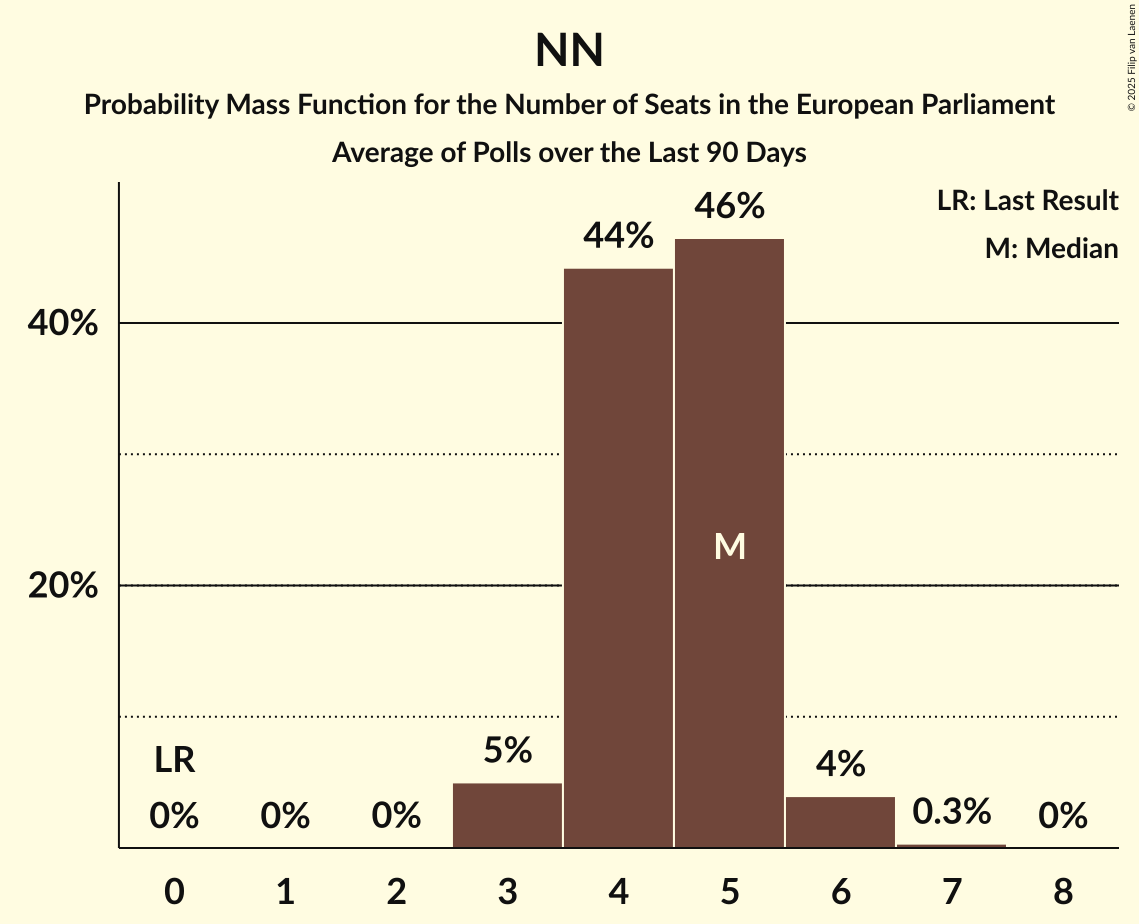 NN
Probability Mass Function for the Number of Seats in the European Parliament
Average of Polls over the Last 90 Days
© 2025 Filip van Laenen
LR: Last Result
M: Median
46%
44%
40%
M
20%
5%
LR
4%
0% 0% 0% 0.3% 0%
0 1 2 3 4 5 6 7 8